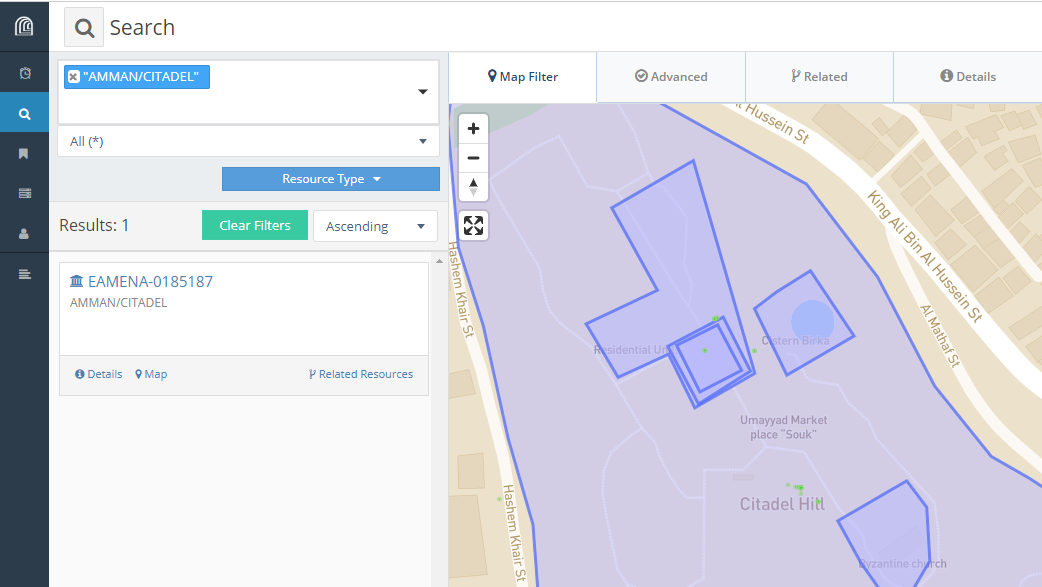 Search
"AMMAN/CITADEL"
All (*)
Resource Type
Results: 1
Clear Filters
Ascending
EAMENA-0185187
AMMAN/CITADEL
Details
Map
Related Resources
Map Filter
Advanced
Related
Details
Al Hussein St
King Ali Bin Al Hussein St
Al Mathaf St
Hashem Khair St
Residential Un
Cistern Birka
Umayyad Market
place "Souk"
Citadel Hill
Hashem Khair St
Byzantine church